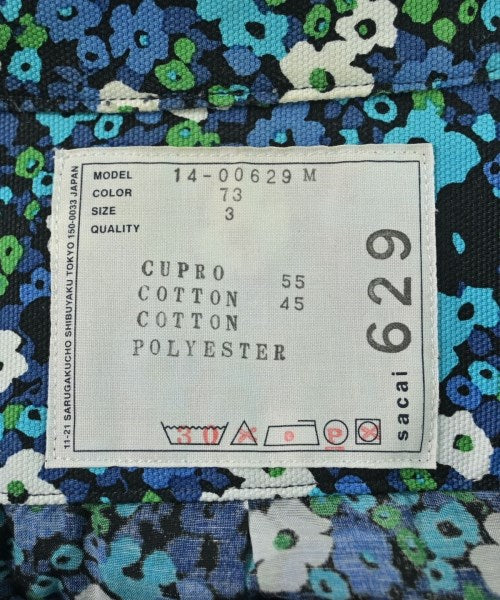 MODEL 14-00629 M
COLOR 73
SIZE 3
QUALITY
CUPRO 55
COTTON 45
COTTON
POLYESTER
30 P
11-21 SARUGAKUCHO SHIBUYAKU TOKYO 150-0033 JAPAN
sacai 629